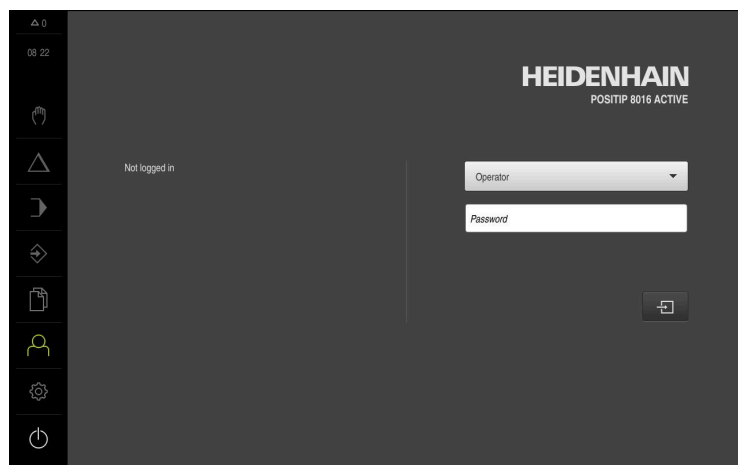 0
08 22
HEIDENHAIN
POSITIP 8016 ACTIVE
Not logged in
Operator
Password